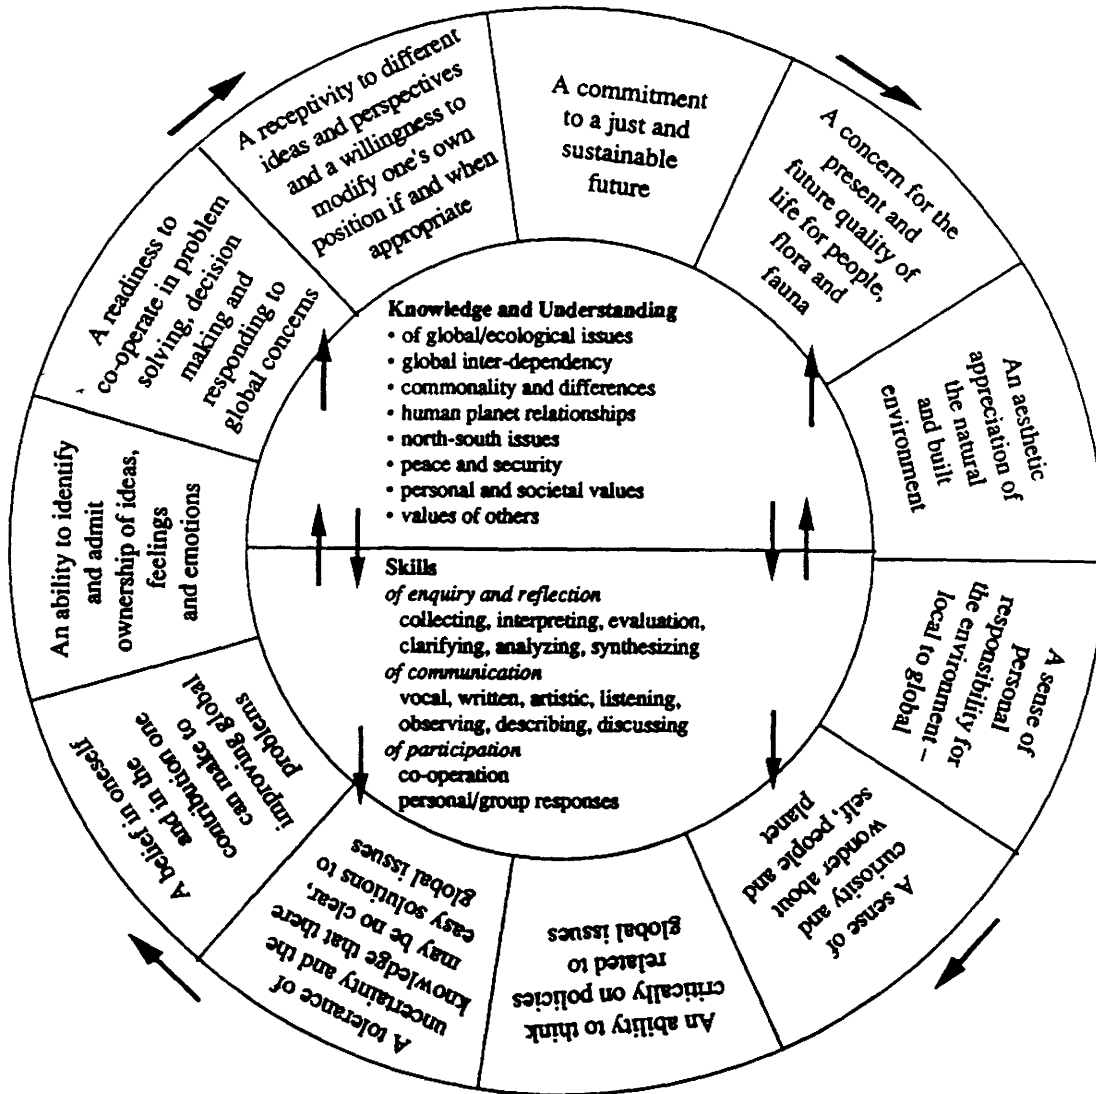 A commitment
to a just and
sustainable
future
A concern for the
present and
future quality of
life for people,
flora and
fauna
An aesthetic
appreciation of
the natural
and built
environment
A sense of
personal
responsibility for
the environment –
local to global
A sense of
curiosity and
wonder about
self, people and
planet
An ability to think
critically on policies
related to
global issues
A tolerance of
uncertainty and the
knowledge that there
may be no clear,
easy solutions to
global issues
A belief in oneself
and in the
contribution one
can make to
improving global
problems
An ability to identify
and admit
ownership of ideas,
feelings
and emotions
A readiness to
co-operate in problem
solving, decision
making and
responding to
global concerns
A receptivity to different
ideas and perspectives
and a willingness to
modify one's own
position if and when
appropriate
Knowledge and Understanding
• of global/ecological issues
• global inter-dependency
• commonality and differences
• human planet relationships
• north-south issues
• peace and security
• personal and societal values
• values of others
Skills
of enquiry and reflection
collecting, interpreting, evaluation,
clarifying, analyzing, synthesizing
of communication
vocal, written, artistic, listening,
observing, describing, discussing
of participation
co-operation
personal/group responses